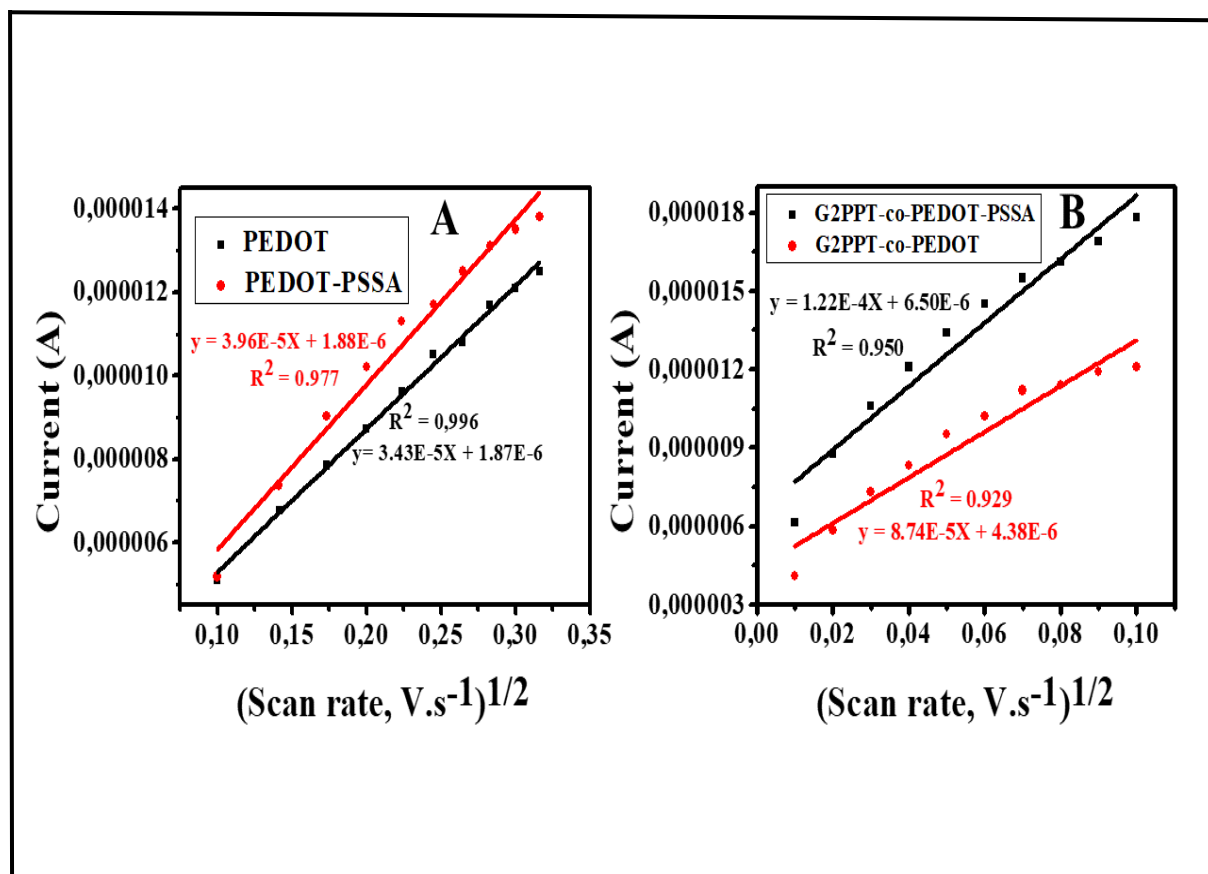 A
PEDOT
PEDOT-PSSA
y = 3.96E-5X + 1.88E-6
R2 = 0.977
R2 = 0,996
y= 3.43E-5X + 1.87E-6
Current (A)
0,000014
0,000012
0,000010
0,000008
0,000006
0,10 0,15 0,20 0,25 0,30 0,35
(Scan rate, V.s-1)1/2
B
G2PPT-co-PEDOT-PSSA
G2PPT-co-PEDOT
y = 1.22E-4X + 6.50E-6
R2 = 0.950
R2 = 0.929
y = 8.74E-5X + 4.38E-6
Current (A)
0,000018
0,000015
0,000012
0,000009
0,000006
0,000003
0,00 0,02 0,04 0,06 0,08 0,10
(Scan rate, V.s-1)1/2